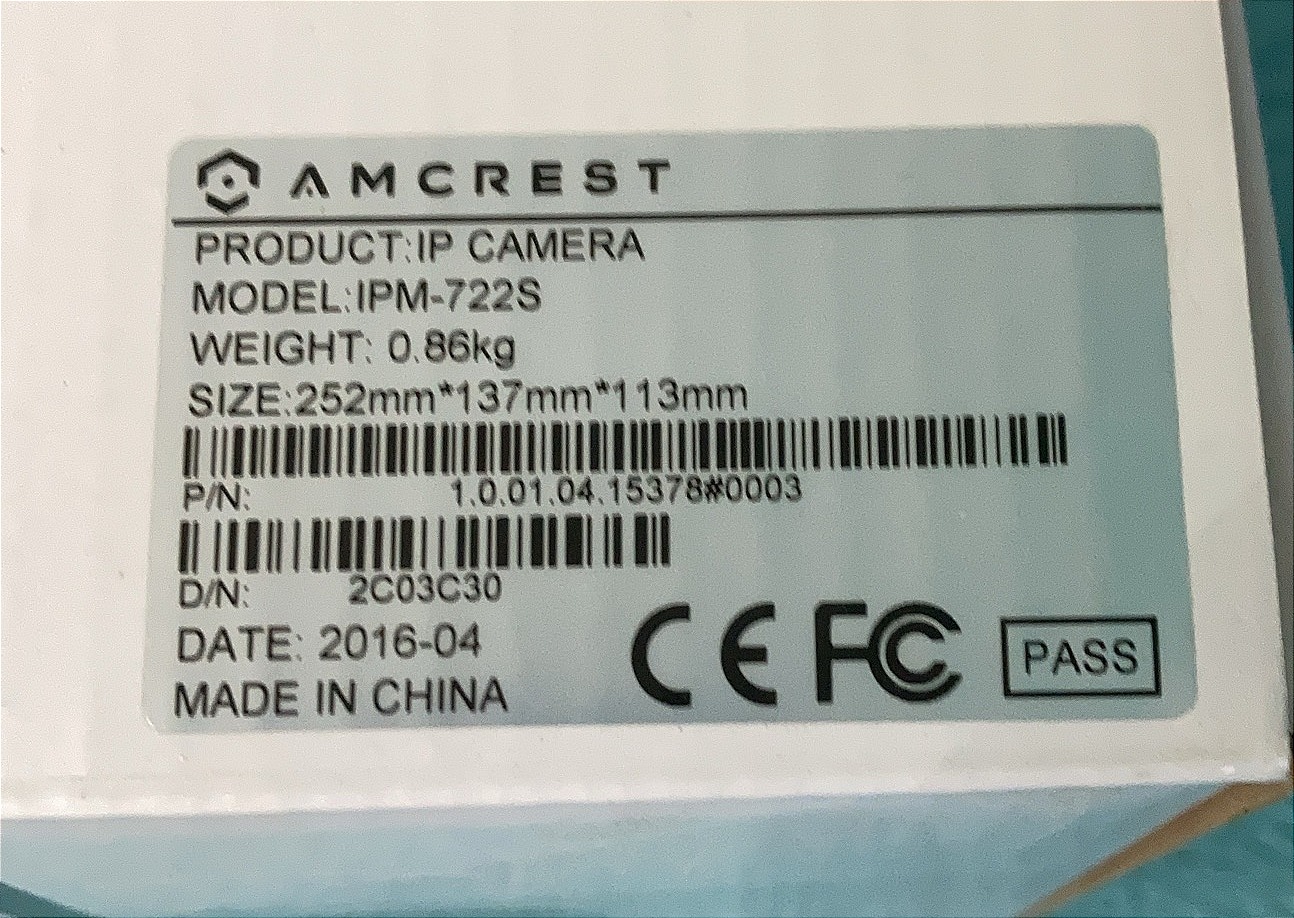 AMCREST
PRODUCT:IP CAMERA
MODEL:IPM-722S
WEIGHT: 0.86kg
SIZE:252mm*137mm*113mm
P/N: 1.0.01.04.15378#0003
D/N: 2C03C30
DATE: 2016-04
MADE IN CHINA
CE FC PASS